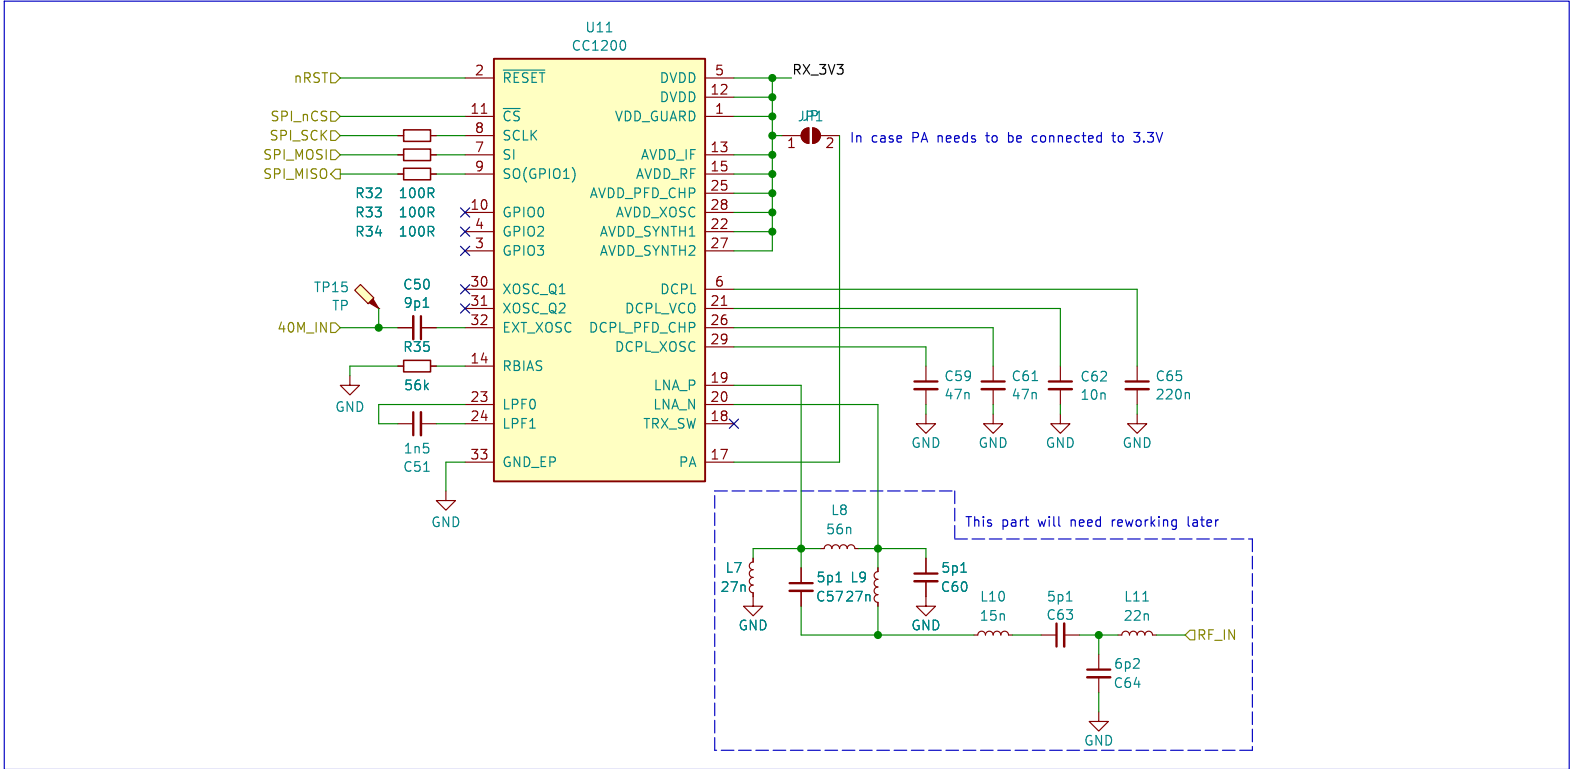 U11
CC1200
nRST 2 RESET DVDD 5 RX_3V3
DVDD 12
SPI_nCS 11 CS VDD_GUARD 1
SPI_SCK 8 SCLK JP1 1 2 In case PA needs to be connected to 3.3V
SPI_MOSI 7 SI AVDD_IF 13
SPI_MISO 9 SO(GPIO1) AVDD_RF 15
R32 100R AVDD_PFD_CHP 25
R33 100R 10 GPIO0 AVDD_XOSC 28
R34 100R 4 GPIO2 AVDD_SYNTH1 22
3 GPIO3 AVDD_SYNTH2 27
TP15 C50 30 XOSC_Q1 DCPL 6
TP 9p1 31 XOSC_Q2 DCPL_VCO 21
40M_IN 32 EXT_XOSC DCPL_PFD_CHP 26
R35 DCPL_XOSC 29
14 RBIAS
56k LNA_P 19 C59 C61 C62 C65
47n 47n 10n 220n
GND 23 LPF0 LNA_N 20
24 LPF1 TRX_SW 18
1n5 GND GND GND GND
C51 33 GND_EP PA 17
GND
This part will need reworking later
L8
56n
L7 5p1 L9 5p1
27n C57 27n C60
GND GND
L10 5p1 L11
15n C63 22n
RF_IN
6p2
C64
GND